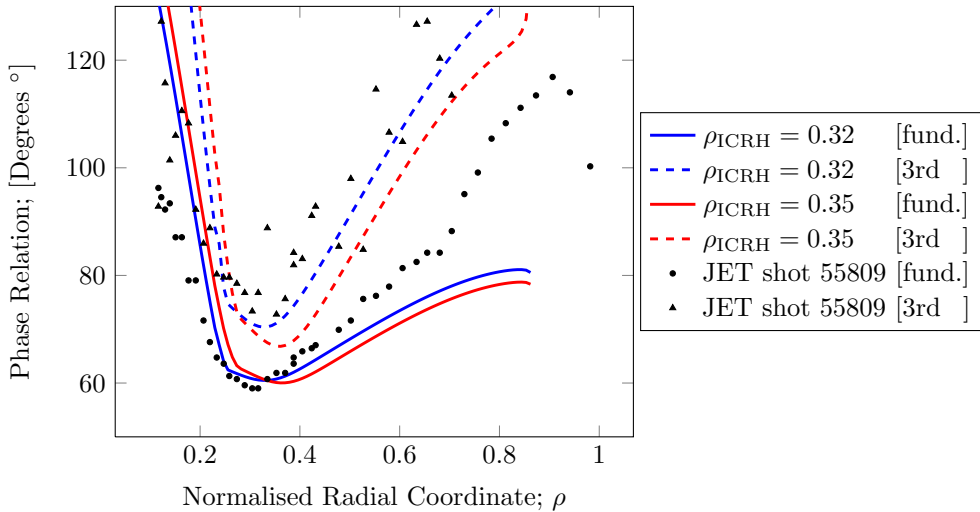 120
100
80
60
0.2
0.4
0.6
0.8
1
Normalised Radial Coordinate; ρ
Phase Relation; [Degrees °]
ρICRH = 0.32 [fund.]
ρICRH = 0.32 [3rd ]
ρICRH = 0.35 [fund.]
ρICRH = 0.35 [3rd ]
JET shot 55809 [fund.]
JET shot 55809 [3rd ]